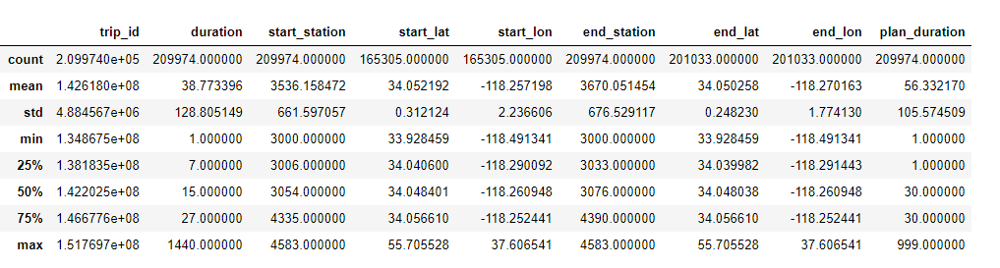 trip_id duration start_station start_lat start_lon end_station end_lat end_lon plan_duration
count 2.099740e+05 209974.000000 209974.000000 165305.000000 165305.000000 209974.000000 201033.000000 201033.000000 209974.000000
mean 1.426180e+08 38.773396 3536.158472 34.052192 -118.257198 3670.051454 34.050258 -118.270163 56.332170
std 4.884567e+06 128.805149 661.597057 0.312124 2.236606 676.529117 0.248230 1.774130 105.574509
min 1.348675e+08 1.000000 3000.000000 33.928459 -118.491341 3000.000000 33.928459 -118.491341 1.000000
25% 1.381835e+08 7.000000 3006.000000 34.040600 -118.290092 3033.000000 34.039982 -118.291443 1.000000
50% 1.422025e+08 15.000000 3054.000000 34.048401 -118.260948 3076.000000 34.048038 -118.260948 30.000000
75% 1.466776e+08 27.000000 4335.000000 34.056610 -118.252441 4390.000000 34.056610 -118.252441 30.000000
max 1.517697e+08 1440.000000 4583.000000 55.705528 37.606541 4583.000000 55.705528 37.606541 999.000000